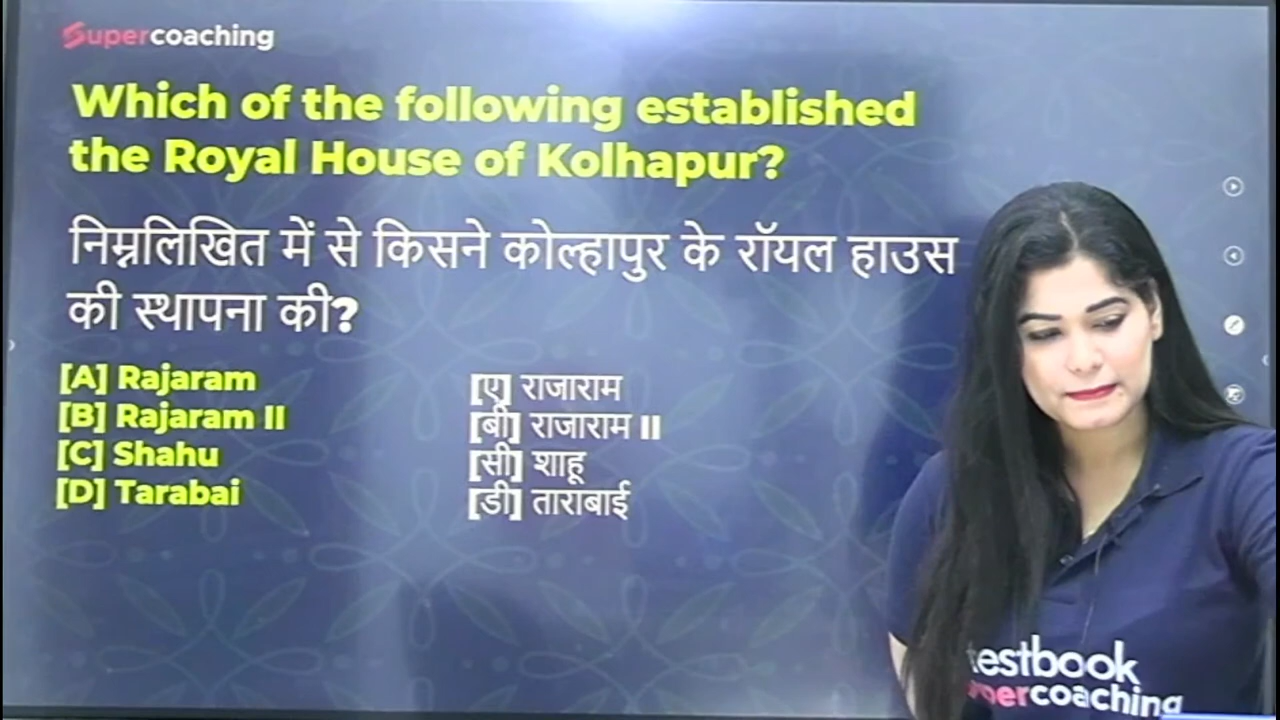 Supercoaching
Which of the following established
the Royal House of Kolhapur?
निम्नलिखित में से किसने कोल्हापुर के रॉयल हाउस
की स्थापना की?
[A] Rajaram
[B] Rajaram II
[C] Shahu
[D] Tarabai
[ए] राजाराम
[बी] राजाराम II
[सी] शाहू
[डी] ताराबाई
testbook
supercoaching